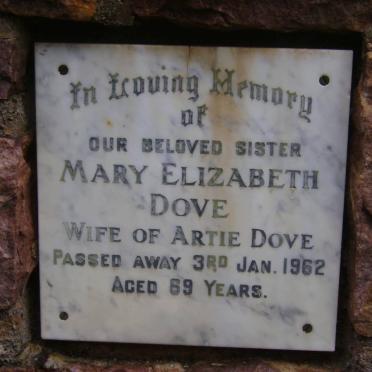 In Loving Memory
of
OUR BELOVED SISTER
MARY ELIZABETH
DOVE
WIFE OF ARTIE DOVE
PASSED AWAY 3RD JAN. 1962
AGED 69 YEARS.